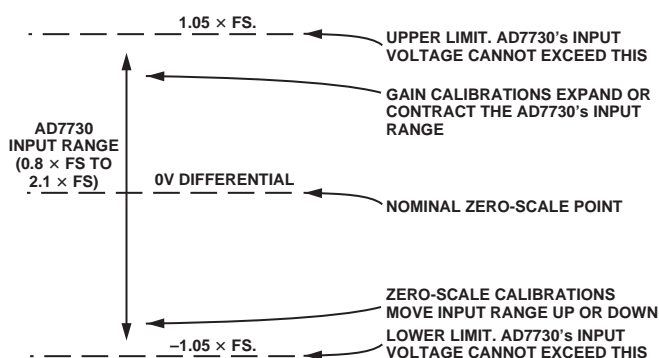 1.05 × FS.
UPPER LIMIT. AD7730's INPUT
VOLTAGE CANNOT EXCEED THIS
GAIN CALIBRATIONS EXPAND OR
CONTRACT THE AD7730's INPUT
RANGE
AD7730
INPUT RANGE
(0.8 × FS TO
2.1 × FS)
0V DIFFERENTIAL
NOMINAL ZERO-SCALE POINT
ZERO-SCALE CALIBRATIONS
MOVE INPUT RANGE UP OR DOWN
–1.05 × FS.
LOWER LIMIT. AD7730's INPUT
VOLTAGE CANNOT EXCEED THIS